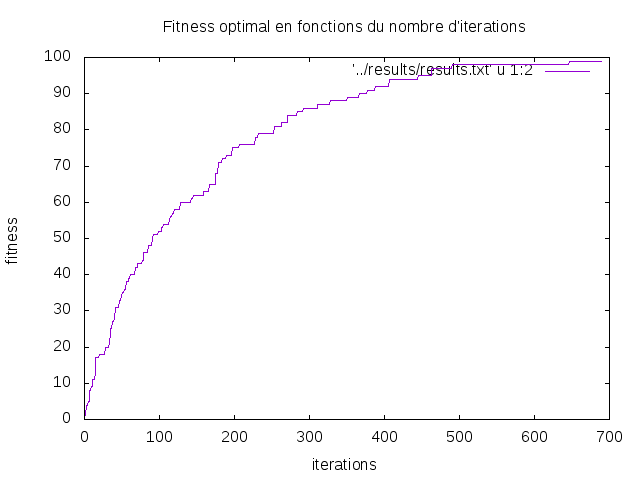 Fitness optimal en fonctions du nombre d'iterations
100
90
80
70
60
50
40
30
20
10
0
fitness
'../results/results.txt' u 1:2
0 100 200 300 400 500 600 700
iterations